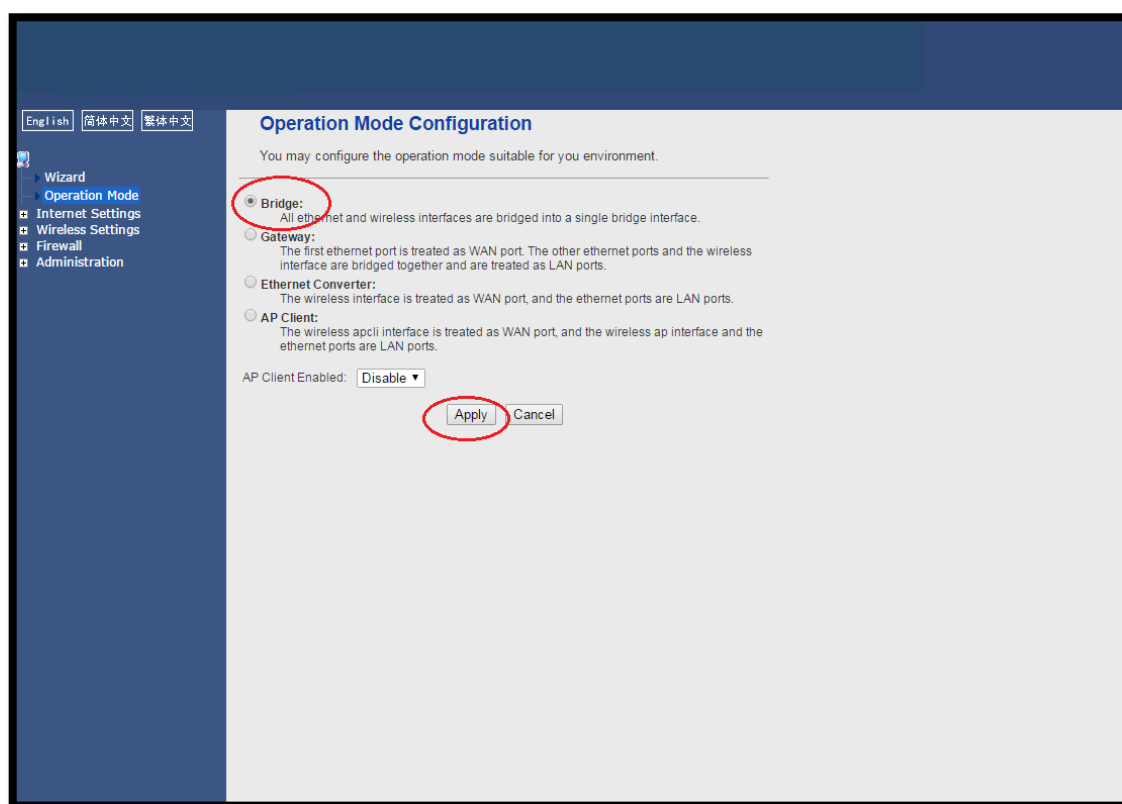 English 简体中文 繁体中文
Wizard
Operation Mode
Internet Settings
Wireless Settings
Firewall
Administration
Operation Mode Configuration
You may configure the operation mode suitable for you environment.
Bridge:
All ethernet and wireless interfaces are bridged into a single bridge interface.
Gateway:
The first ethernet port is treated as WAN port. The other ethernet ports and the wireless
interface are bridged together and are treated as LAN ports.
Ethernet Converter:
The wireless interface is treated as WAN port, and the ethernet ports are LAN ports.
AP Client:
The wireless apcli interface is treated as WAN port, and the wireless ap interface and the
ethernet ports are LAN ports.
AP Client Enabled: Disable
Apply Cancel